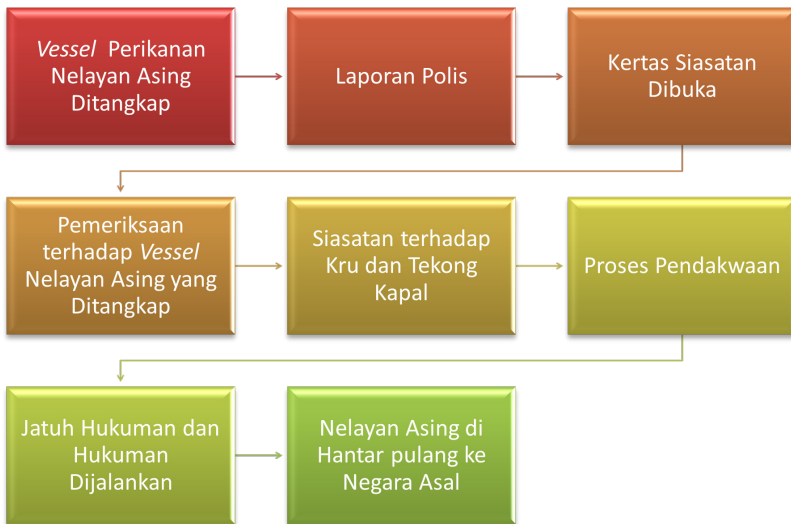 Vessel Perikanan
Nelayan Asing
Ditangkap
Laporan Polis
Kertas Siasatan
Dibuka
Pemeriksaan
terhadap Vessel
Nelayan Asing yang
Ditangkap
Siasatan terhadap
Kru dan Tekong
Kapal
Proses Pendakwaan
Jatuh Hukuman dan
Hukuman
Dijalankan
Nelayan Asing di
Hantar pulang ke
Negara Asal